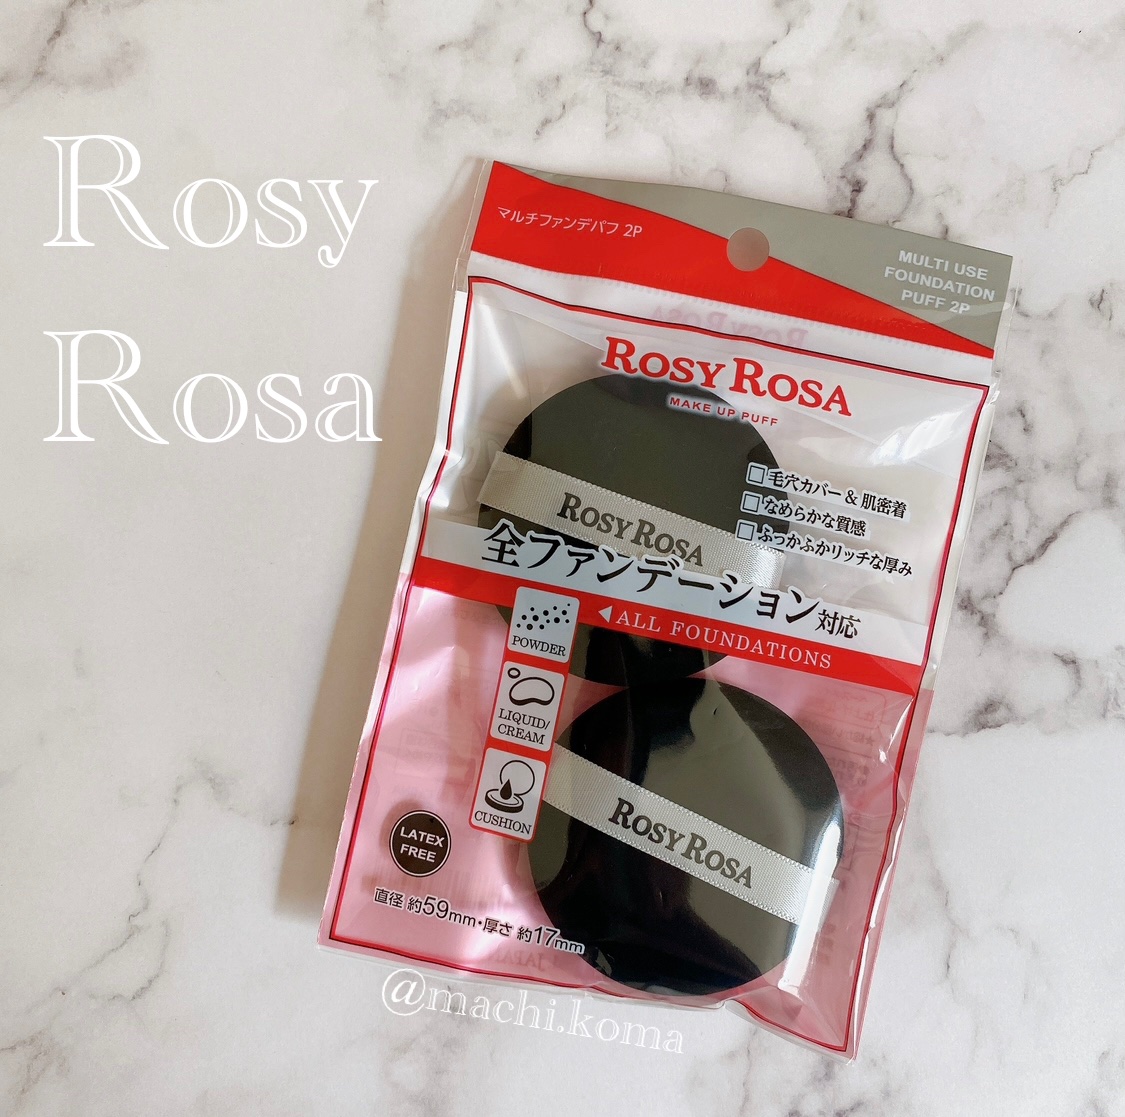 Rosy
Rosa
マルチファンデパフ 2P
MULTI USE
FOUNDATION
PUFF 2P
ROSY ROSA
MAKE UP PUFF
毛穴カバー & 肌密着
なめらかな質感
ふっかふかリッチな厚み
ROSY ROSA
全ファンデーション対応
ALL FOUNDATIONS
POWDER
LIQUID/
CREAM
CUSHION
ROSY ROSA
LATEX
FREE
直径 約59mm・厚さ 約17mm
@machi.koma